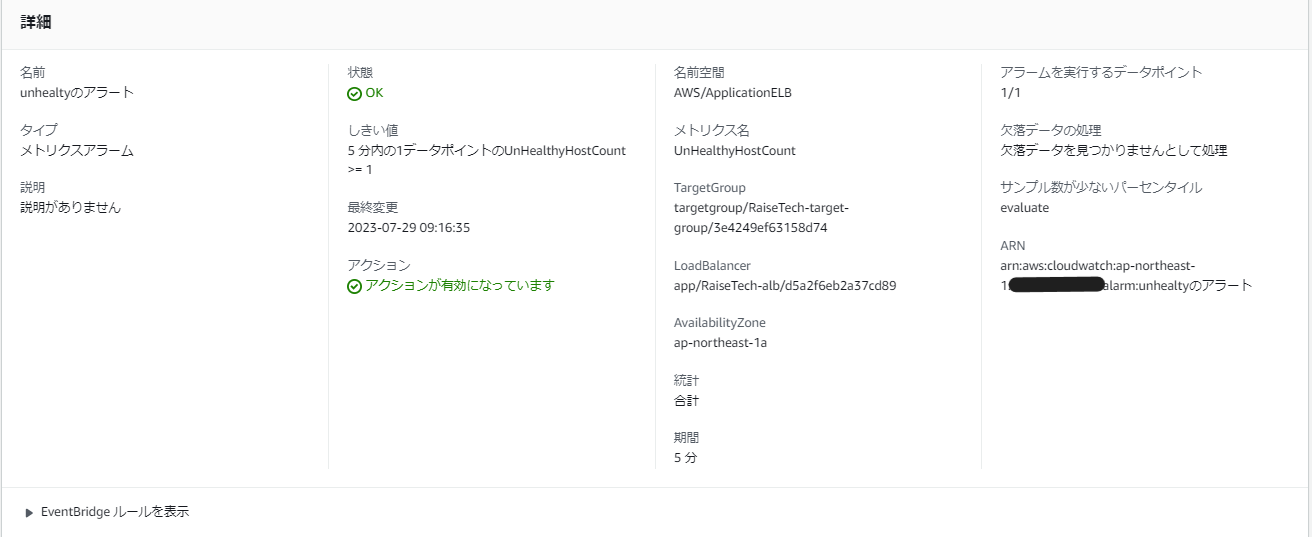 詳細
名前
unhealtyのアラート
タイプ
メトリクスアラーム
説明
説明がありません
状態
OK
しきい値
5 分内の1データポイントのUnHealthyHostCount
>= 1
最終変更
2023-07-29 09:16:35
アクション
アクションが有効になっています
名前空間
AWS/ApplicationELB
メトリクス名
UnHealthyHostCount
TargetGroup
targetgroup/RaiseTech-target-
group/3e4249ef63158d74
LoadBalancer
app/RaiseTech-alb/d5a2f6eb2a37cd89
AvailabilityZone
ap-northeast-1a
統計
合計
期間
5 分
アラームを実行するデータポイント
1/1
欠落データの処理
欠落データを見つかりませんとして処理
サンプル数が少ないパーセンタイル
evaluate
ARN
arn:aws:cloudwatch:ap-northeast-
1: alarm:unhealtyのアラート
EventBridge ルールを表示